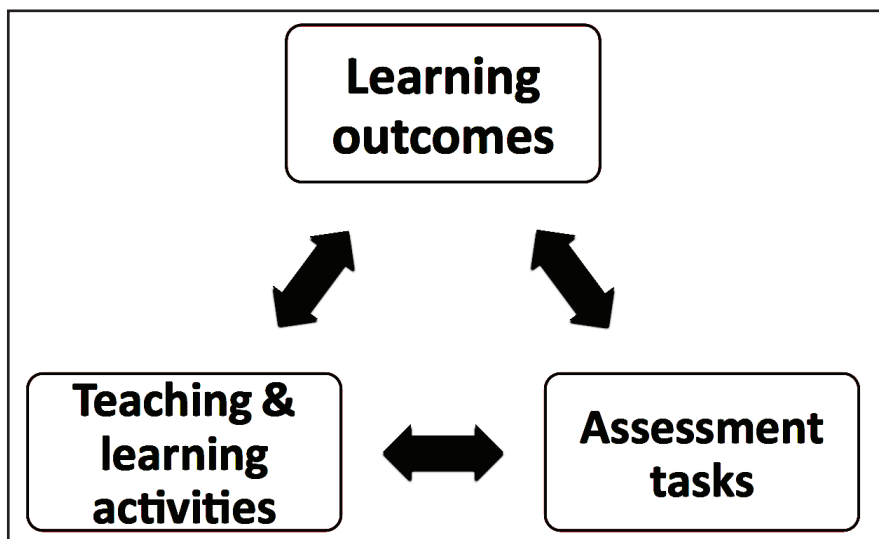 Learning
outcomes
Teaching &
learning
activities
Assessment
tasks